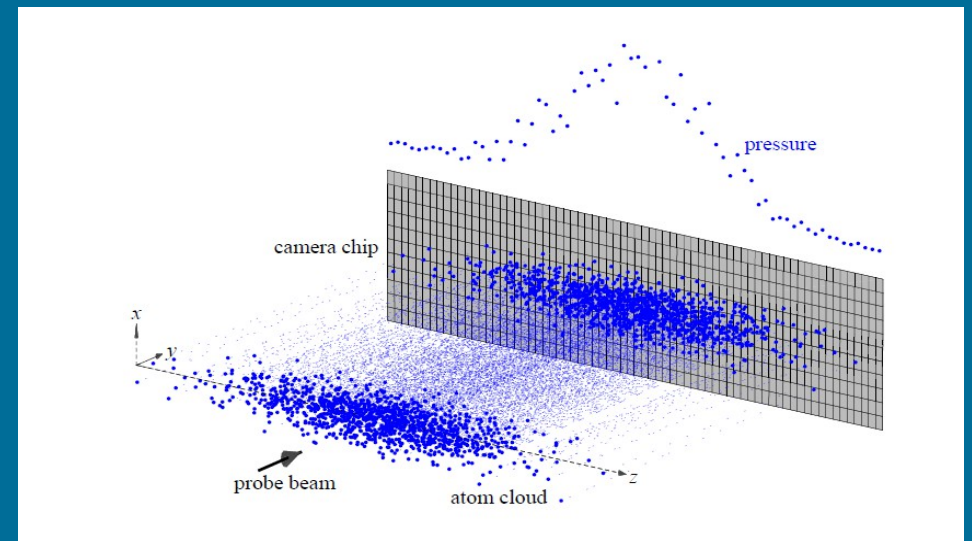 pressure
camera chip
x
y
z
probe beam
atom cloud